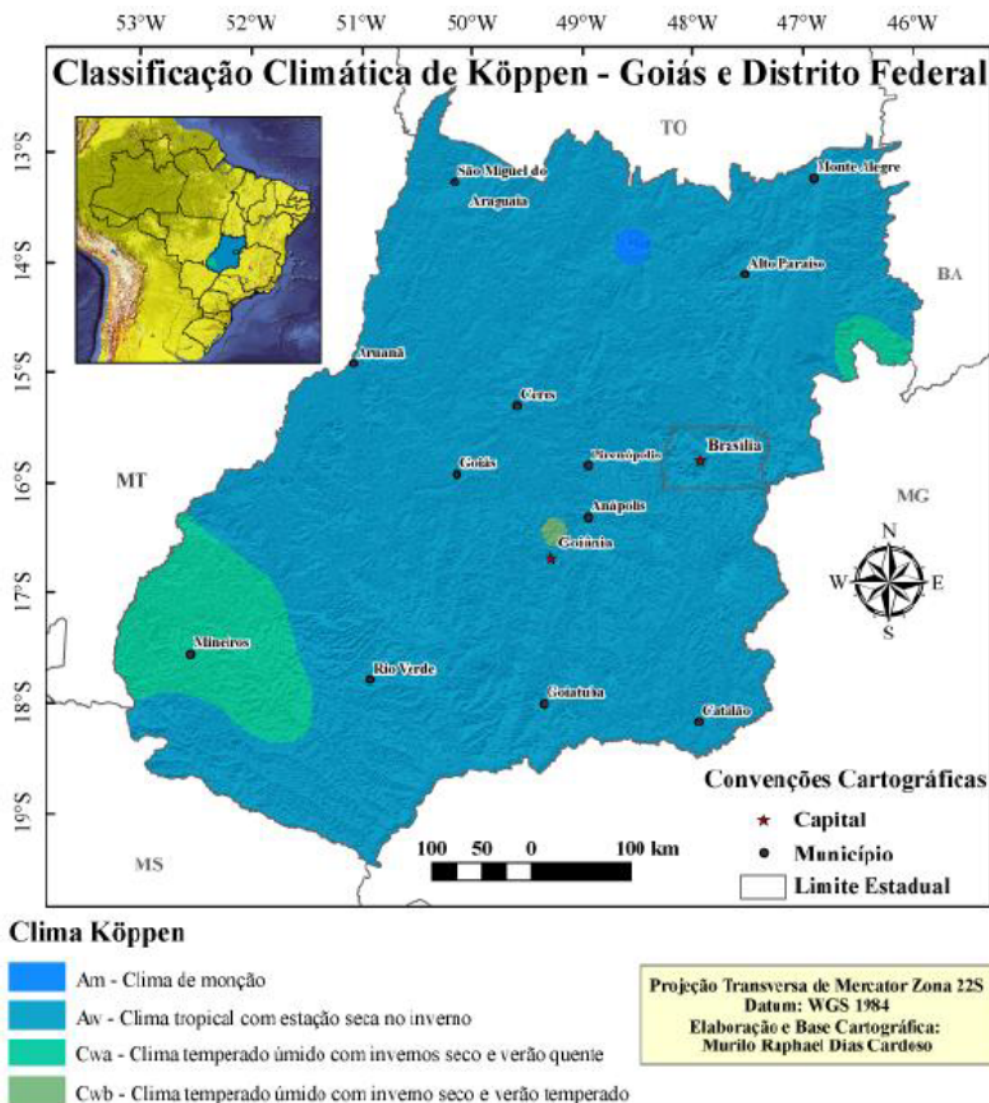 53°W 52°W 51°W 50°W 49°W 48°W 47°W 46°W
Classificação Climática de Köppen - Goiás e Distrito Federal
TO
13°S
São Miguel do
Araguaia
Monte Alegre
14°S
Alto Paraíso
BA
Aruanã
15°S
Ceres
Brasília
Pirenópolis
Goiás
MT
16°S
MG
Anápolis
Goiânia
N
W E
S
17°S
Mineiros
Rio Verde
18°S
Goiatuba
Catalão
19°S
MS
100 50 0 100 km
Convenções Cartográficas
Capital
Município
Limite Estadual
Clima Köppen
Am - Clima de monção
Aw - Clima tropical com estação seca no inverno
Cwa - Clima temperado úmido com invernos seco e verão quente
Cwb - Clima temperado úmido com inverno seco e verão temperado
Projeção Transversa de Mercator Zona 22S
Datum: WGS 1984
Elaboração e Base Cartográfica:
Murilo Raphael Dias Cardoso